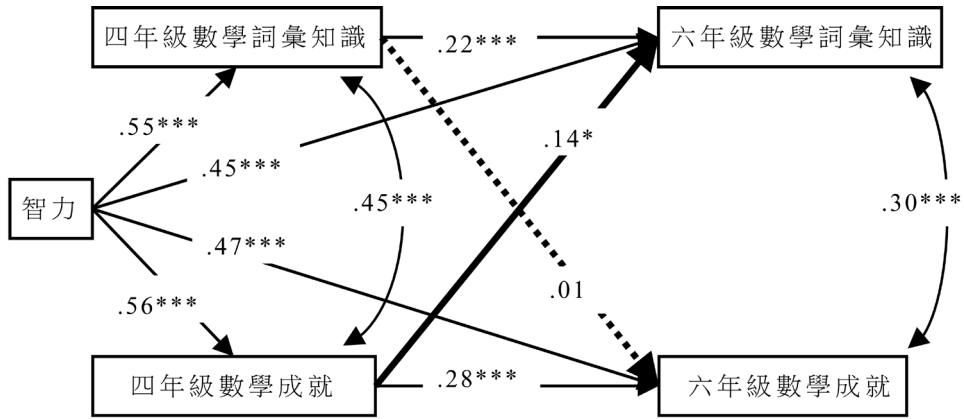 四年級數學詞彙知識
.22***
六年級數學詞彙知識
.55***
.14*
.45***
智力
.45***
.30***
.47***
.01
.56***
四年級數學成就
.28***
六年級數學成就